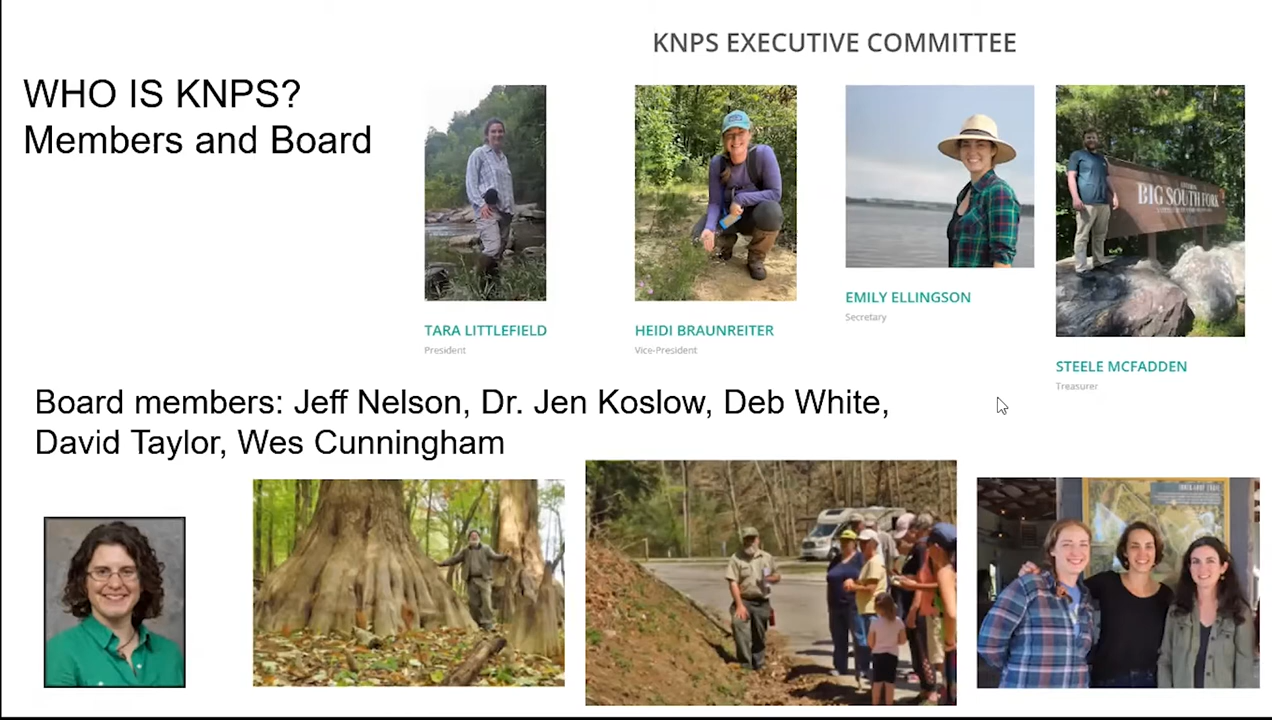 KNPS EXECUTIVE COMMITTEE
WHO IS KNPS?
Members and Board
BIG SOUTH FORK
TARA LITTLEFIELD
President
HEIDI BRAUNREITER
Vice-President
EMILY ELLINGSON
Secretary
STEELE MCFADDEN
Treasurer
Board members: Jeff Nelson, Dr. Jen Koslow, Deb White,
David Taylor, Wes Cunningham